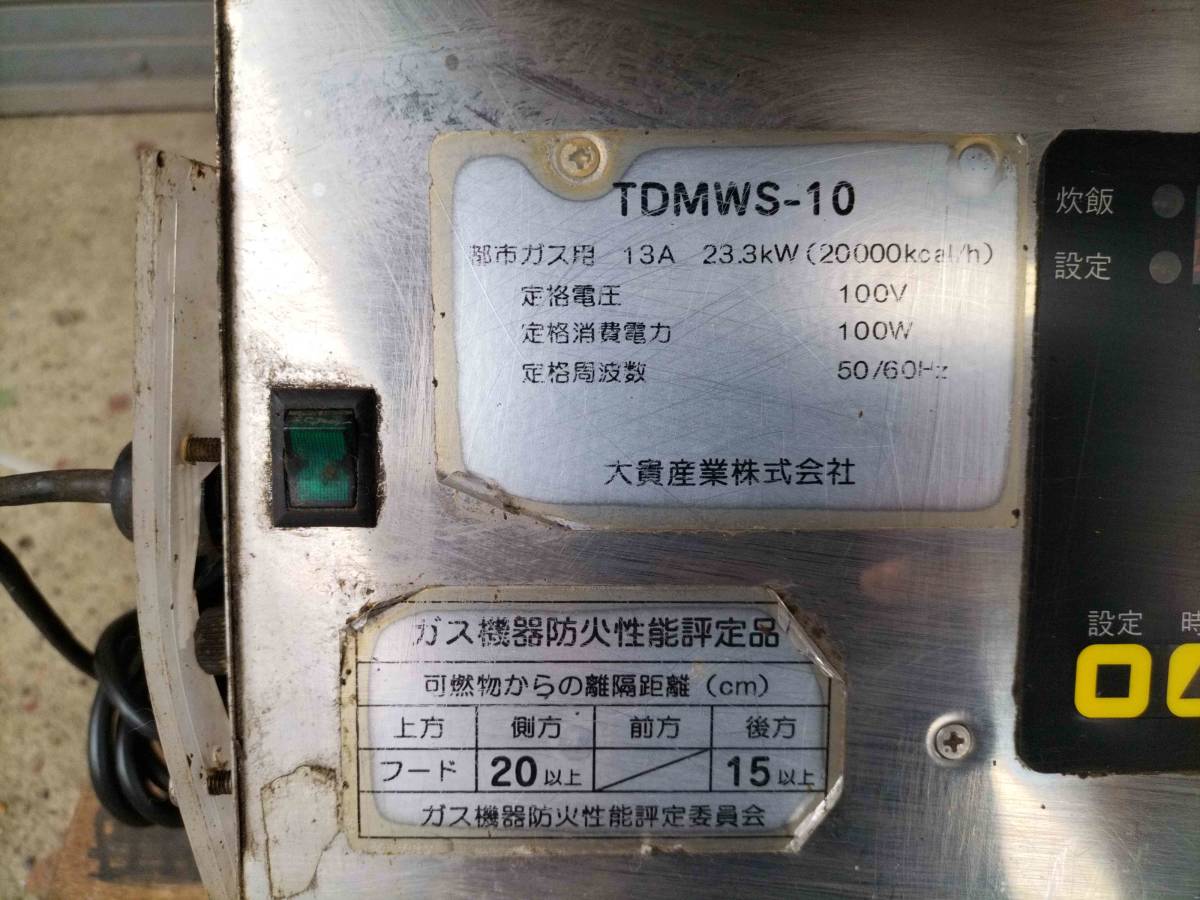 TDMWS-10
都市ガス用 13A 23.3kW(20000kcal/h)
定格電圧 100V
定格消費電力 100W
定格周波数 50/60Hz
大貴産業株式会社
炊飯
設定
設定 時
ガス機器防火性能評定品
可燃物からの離隔距離(cm)
上方 側方 前方 後方
フード 20以上 15以上
ガス機器防火性能評定委員会